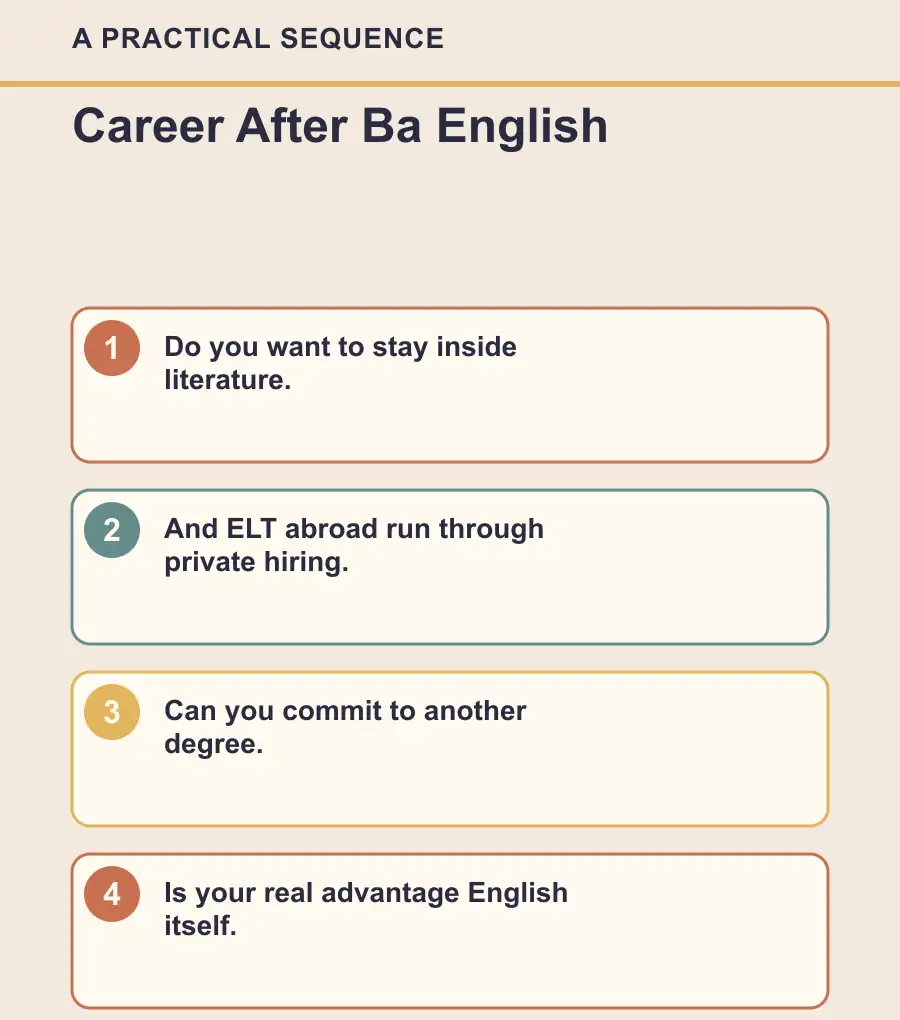 A PRACTICAL SEQUENCE
Career After Ba English
1
Do you want to stay inside
literature.
2
And ELT abroad run through
private hiring.
3
Can you commit to another
degree.
4
Is your real advantage English
itself.